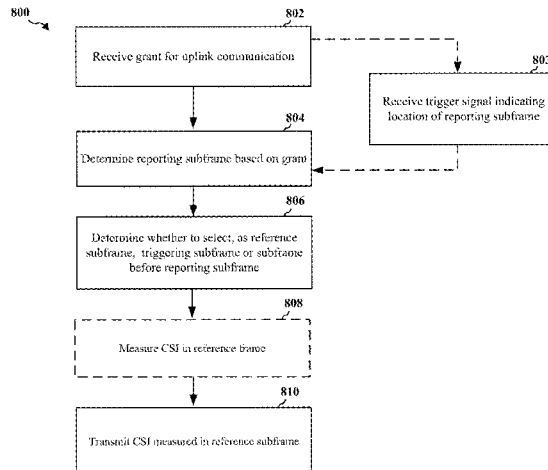 800
802
Receive grant for uplink communication
803
Receive trigger signal indicating
location of reporting subframe
804
Determine reporting subframe based on grant
806
Determine whether to select, as reference
subframe, triggering subframe or subframe
before reporting subframe
808
Measure CSI in reference frame
810
Transmit CSI measured in reference subframe